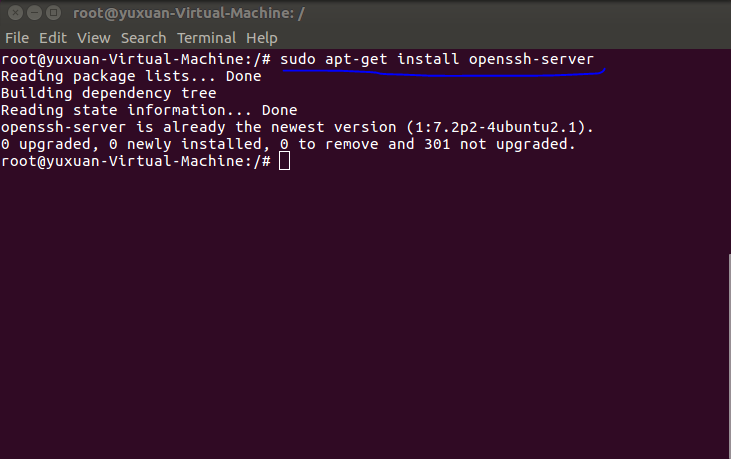 root@yuxuan-Virtual-Machine: /
File Edit View Search Terminal Help
root@yuxuan-Virtual-Machine:/# sudo apt-get install openssh-server
Reading package lists... Done
Building dependency tree
Reading state information... Done
openssh-server is already the newest version (1:7.2p2-4ubuntu2.1).
0 upgraded, 0 newly installed, 0 to remove and 301 not upgraded.
root@yuxuan-Virtual-Machine:/#